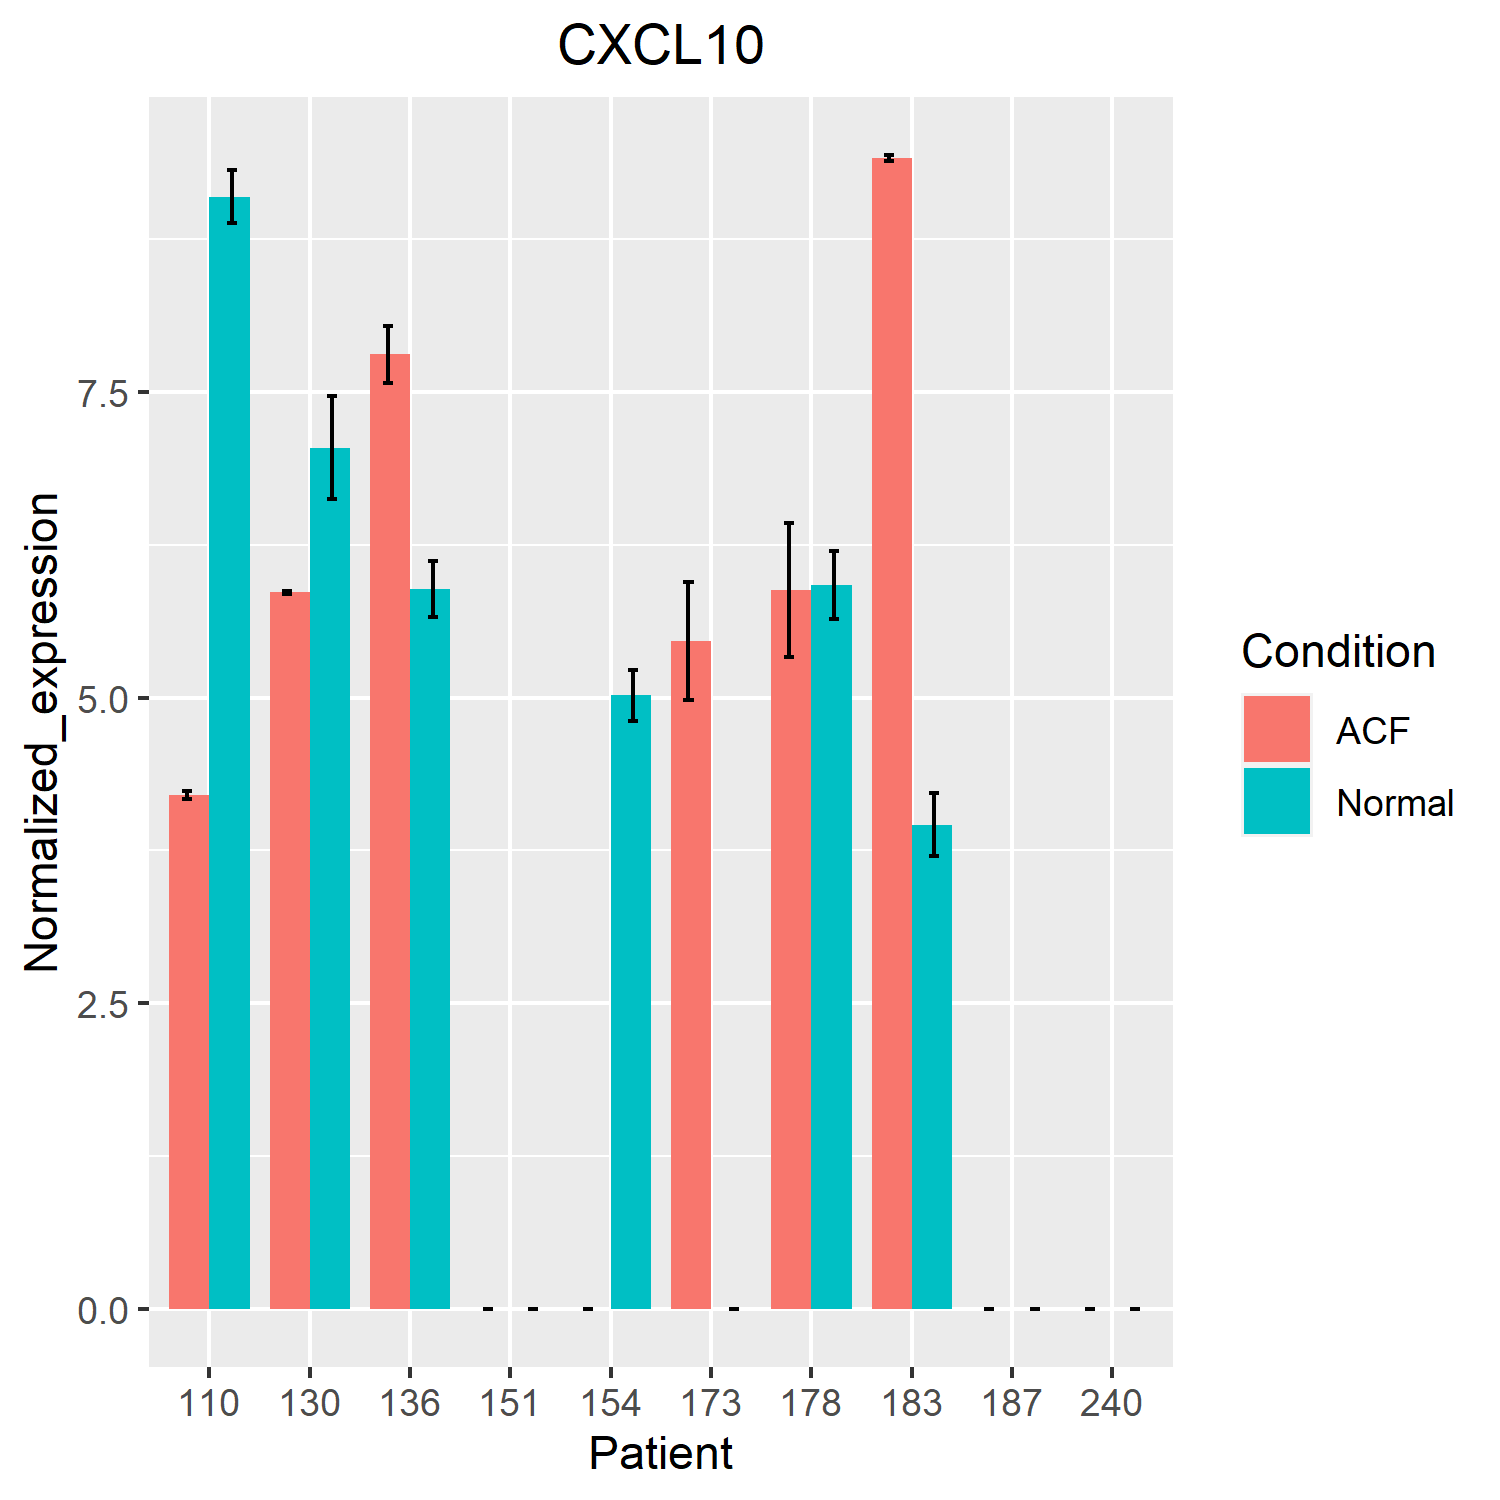 CXCL10
Normalized_expression
7.5
5.0
2.5
0.0
110 130 136 151 154 173 178 183 187 240
Patient
Condition
ACF
Normal